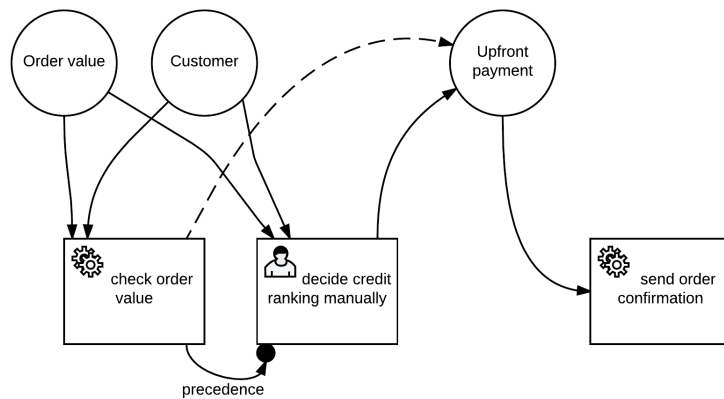 Order value
Customer
Upfront
payment
check order
value
decide credit
ranking manually
send order
confirmation
precedence